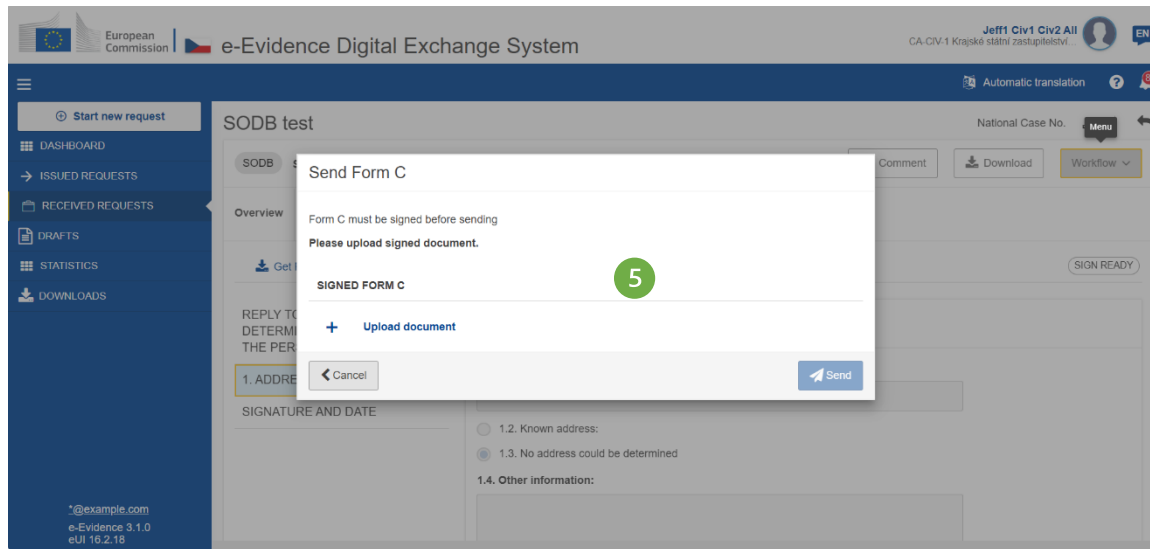 European
Commission
e-Evidence Digital Exchange System
Jeff1 Civ1 Civ2 All
CA-CIV-1 Krajské státní zastupitelství...
EN
Automatic translation
?
8
Start new request
DASHBOARD
ISSUED REQUESTS
RECEIVED REQUESTS
DRAFTS
STATISTICS
DOWNLOADS
*@example.com
e-Evidence 3.1.0
eUI 16.2.18
SODB test
National Case No.
Menu
SODB
Comment
Download
Workflow
Overview
Get
SIGN READY
REPLY TO
DETERMI
THE PER
1. ADDRE
SIGNATURE AND DATE
Send Form C
Form C must be signed before sending
Please upload signed document.
5
SIGNED FORM C
+ Upload document
Cancel
Send
1.2. Known address:
1.3. No address could be determined
1.4. Other information: